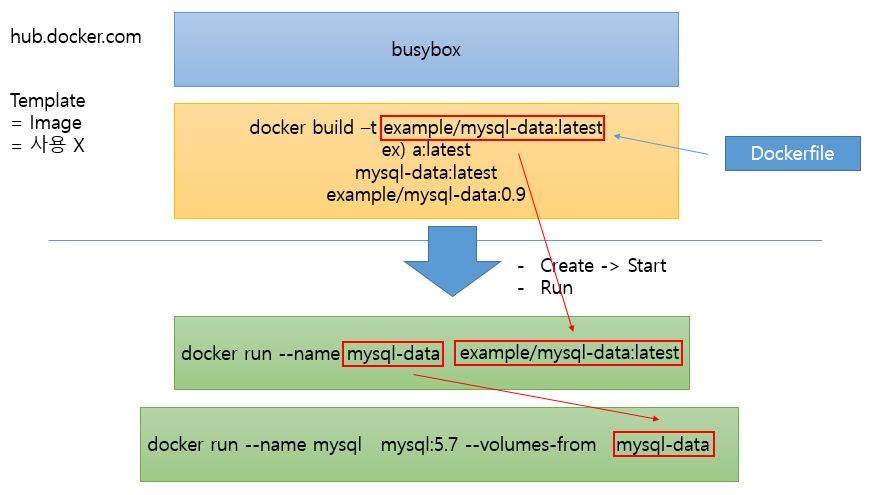 hub.docker.com
busybox
Template
= Image
= 사용 X
docker build –t example/mysql-data:latest
ex) a:latest
mysql-data:latest
example/mysql-data:0.9
Dockerfile
- Create -> Start
- Run
docker run --name mysql-data example/mysql-data:latest
docker run --name mysql mysql:5.7 --volumes-from mysql-data